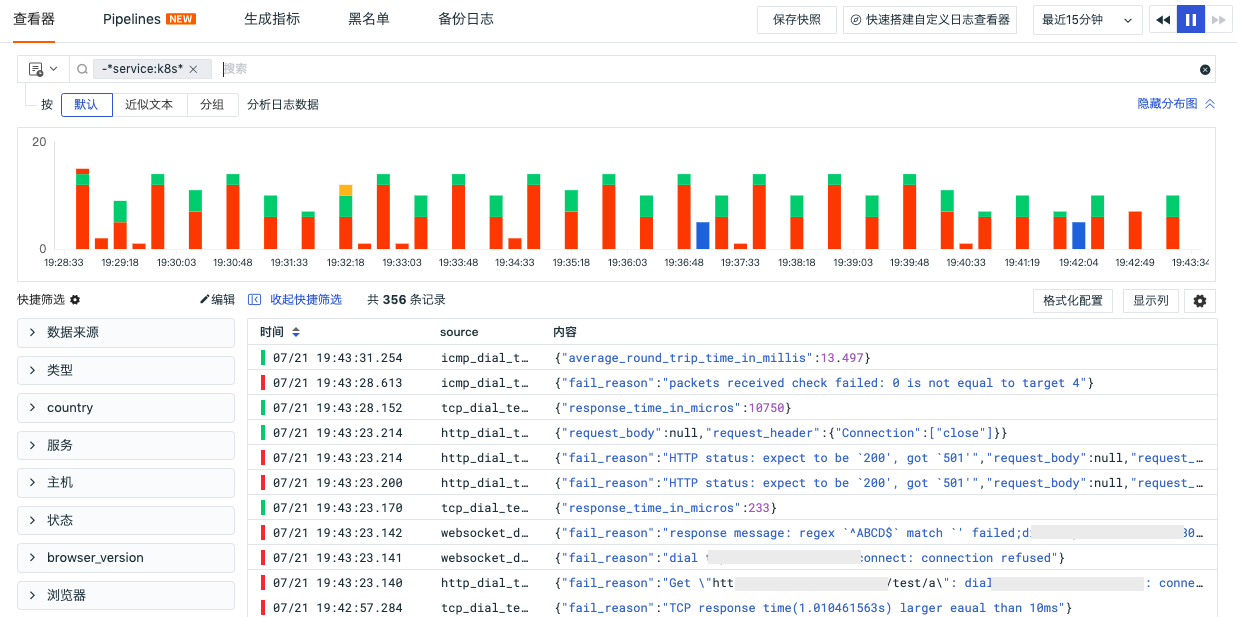 查看器 Pipelines NEW 生成指标 黑名单 备份日志 保存快照 快速搭建自定义日志查看器 最近15分钟
-*service:k8s* 搜索
按 默认 近似文本 分组 分析日志数据 隐藏分布图
20
0
19:28:33 19:29:18 19:30:03 19:30:48 19:31:33 19:32:18 19:33:03 19:33:48 19:34:33 19:35:18 19:36:03 19:36:48 19:37:33 19:38:18 19:39:03 19:39:48 19:40:33 19:41:19 19:42:04 19:42:49 19:43:34
快捷筛选 编辑 收起快捷筛选 共 356 条记录 格式化配置 显示列
数据来源
类型
country
服务
主机
状态
browser_version
浏览器
时间 source 内容
07/21 19:43:31.254 icmp_dial_t… {"average_round_trip_time_in_millis":13.497}
07/21 19:43:28.613 icmp_dial_t… {"fail_reason":"packets received check failed: 0 is not equal to target 4"}
07/21 19:43:28.152 tcp_dial_te… {"response_time_in_micros":10750}
07/21 19:43:23.214 http_dial_t… {"request_body":null,"request_header":{"Connection":["close"]}}
07/21 19:43:23.214 http_dial_t… {"fail_reason":"HTTP status: expect to be `200', got `501'","request_body":null,"request_…
07/21 19:43:23.200 http_dial_t… {"fail_reason":"HTTP status: expect to be `200', got `501'","request_body":null,"request_…
07/21 19:43:23.170 tcp_dial_te… {"response_time_in_micros":233}
07/21 19:43:23.142 websocket_d… {"fail_reason":"response message: regex `^ABCD$` match `' failed;d 30…
07/21 19:43:23.141 websocket_d… {"fail_reason":"dial connect: connection refused"}
07/21 19:43:23.140 http_dial_t… {"fail_reason":"Get \"htt /test/a\": dial : conne…
07/21 19:42:57.284 tcp_dial_te… {"fail_reason":"TCP response time(1.010461563s) larger eaual than 10ms"}